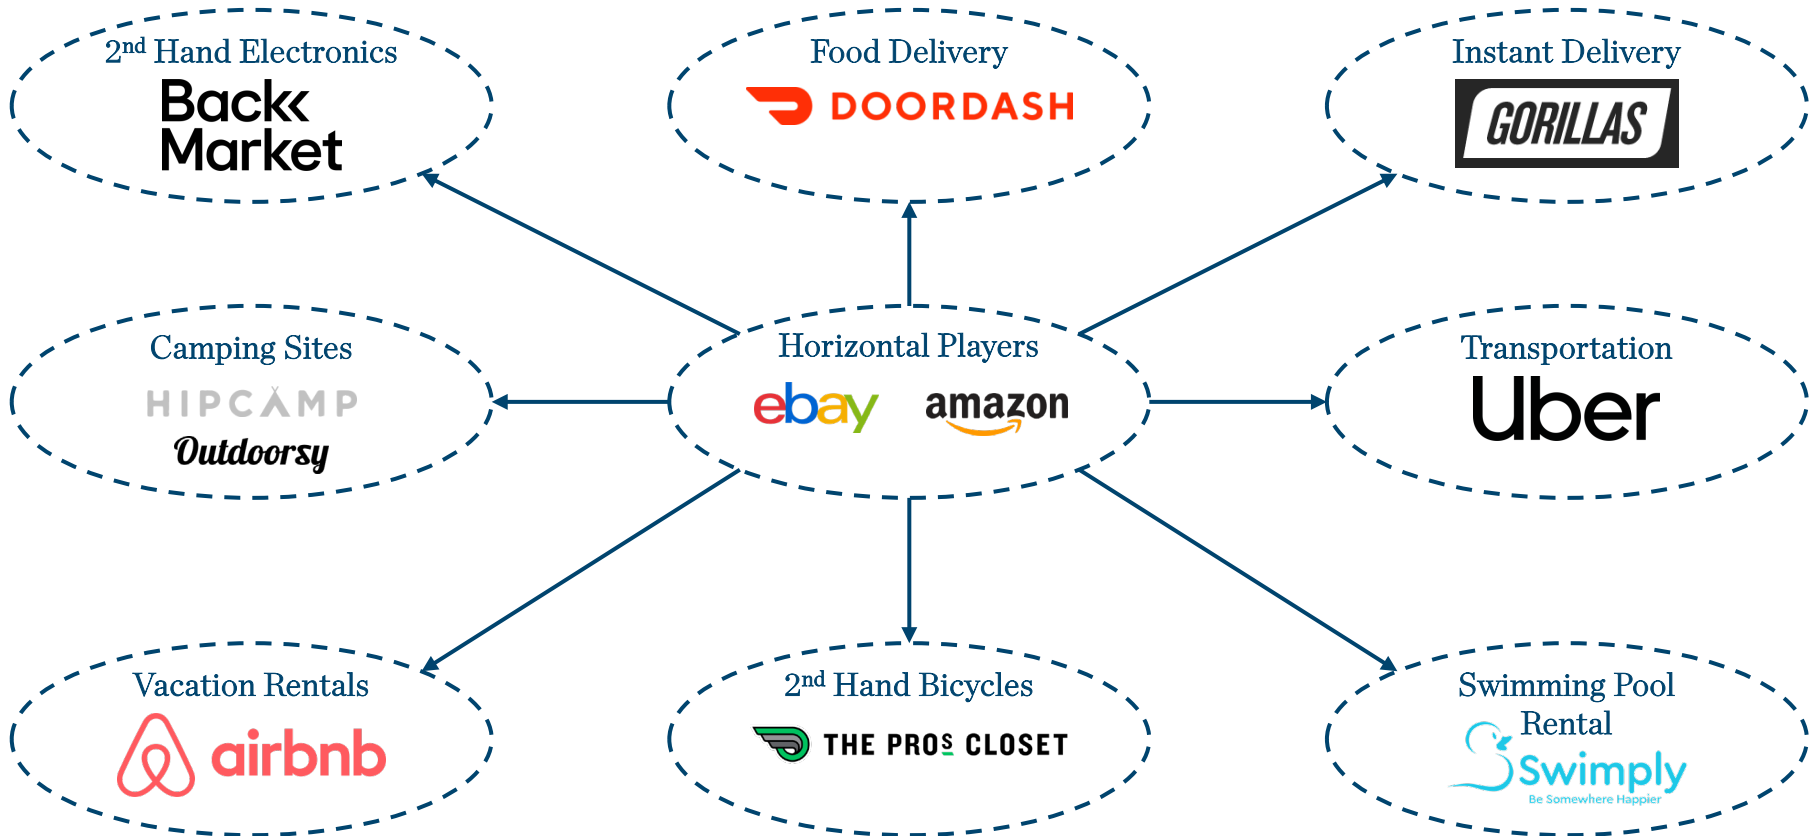 2nd Hand Electronics
Back
Market
Food Delivery
DOORDASH
Instant Delivery
GORILLAS
Camping Sites
HIPCAMP
Outdoorsy
Horizontal Players
ebay amazon
Transportation
Uber
Vacation Rentals
airbnb
2nd Hand Bicycles
THE PROs CLOSET
Swimming Pool
Rental
Swimply
Be Somewhere Happier